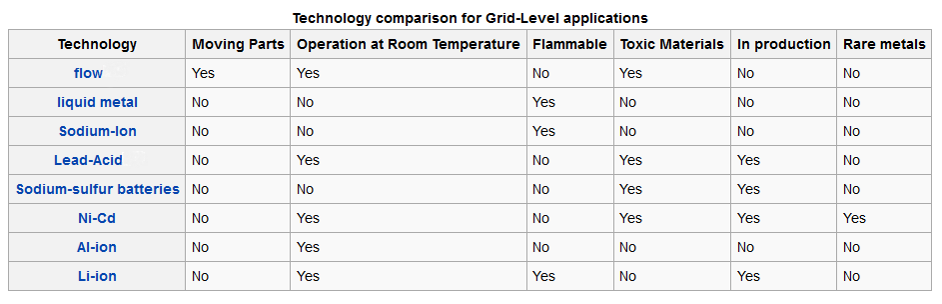 Technology comparison for Grid-Level applications
Technology Moving Parts Operation at Room Temperature Flammable Toxic Materials In production Rare metals
flow Yes Yes No Yes No No
liquid metal No No Yes No No No
Sodium-Ion No No Yes No No No
Lead-Acid No Yes No Yes Yes No
Sodium-sulfur batteries No No No Yes Yes No
Ni-Cd No Yes No Yes Yes Yes
Al-ion No Yes No No No No
Li-ion No Yes Yes No Yes No